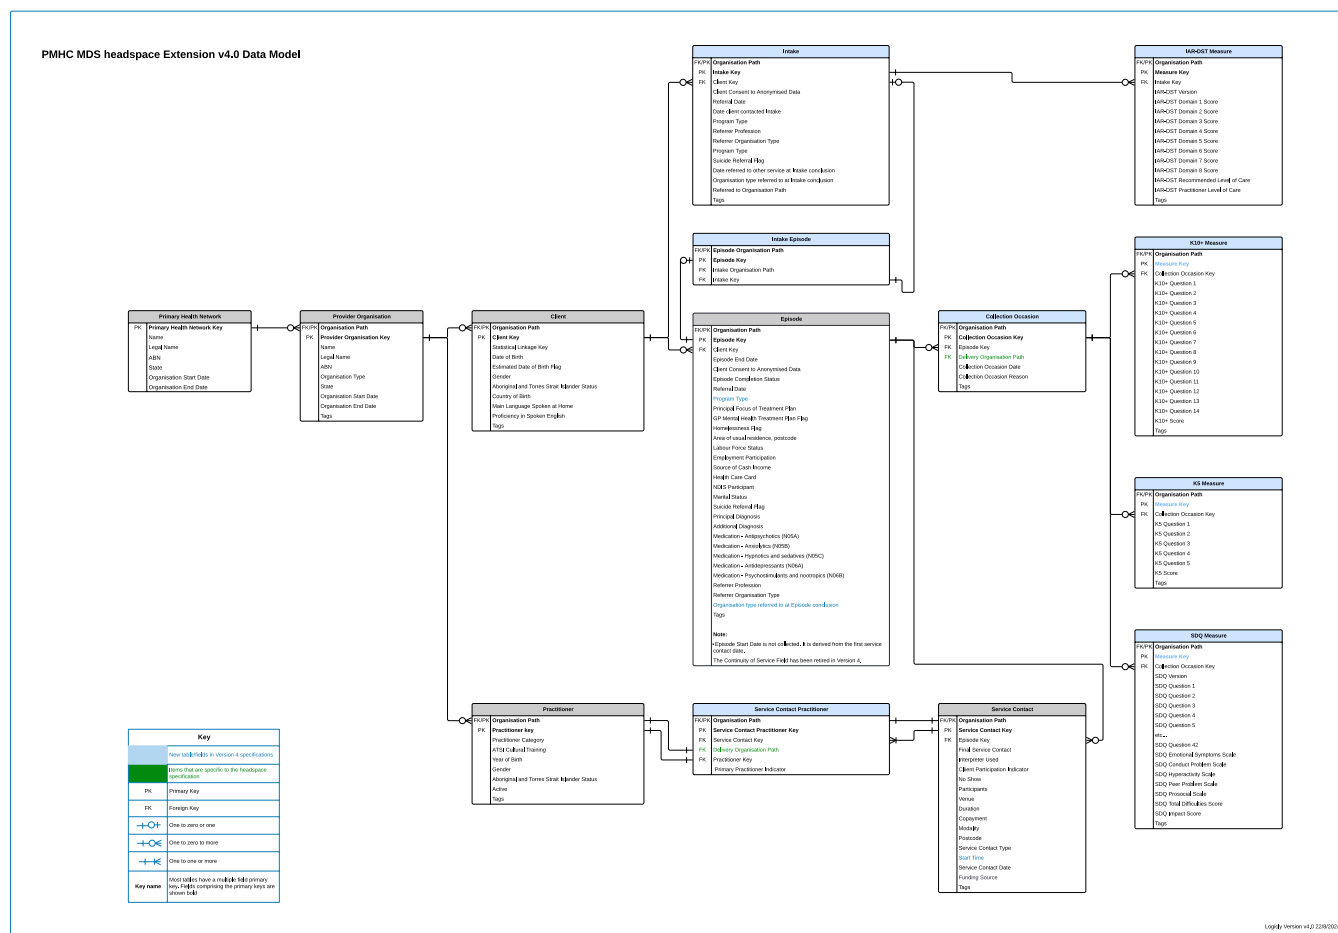 PMHC MDS headspace Extension v4.0 Data Model
Intake
FK/PK Organisation Path
PK Intake Key
FK Client Key
Client Consent to Anonymised Data
Referral Date
Date client contacted Intake
Program Type
Referrer Profession
Referrer Organisation Type
Program Type
Suicide Referral Flag
Date referred to other service at Intake conclusion
Organisation type referred to at Intake conclusion
Referred to Organisation Path
Tags
IAR-DST Measure
FK/PK Organisation Path
PK Measure Key
FK Intake Key
IAR-DST Version
IAR-DST Domain 1 Score
IAR-DST Domain 2 Score
IAR-DST Domain 3 Score
IAR-DST Domain 4 Score
IAR-DST Domain 5 Score
IAR-DST Domain 6 Score
IAR-DST Domain 7 Score
IAR-DST Domain 8 Score
IAR-DST Recommended Level of Care
IAR-DST Practitioner Level of Care
Tags
Intake Episode
FK/PK Episode Organisation Path
PK Episode Key
FK Intake Organisation Path
FK Intake Key
K10+ Measure
FK/PK Organisation Path
PK Measure Key
FK Collection Occasion Key
K10+ Question 1
K10+ Question 2
K10+ Question 3
K10+ Question 4
K10+ Question 5
K10+ Question 6
K10+ Question 7
K10+ Question 8
K10+ Question 9
K10+ Question 10
K10+ Question 11
K10+ Question 12
K10+ Question 13
K10+ Question 14
K10+ Score
Tags
Primary Health Network
PK Primary Health Network Key
Name
Legal Name
ABN
State
Organisation Start Date
Organisation End Date
Provider Organisation
FK/PK Organisation Path
PK Provider Organisation Key
Name
Legal Name
ABN
Organisation Type
State
Organisation Start Date
Organisation End Date
Tags
Client
FK/PK Organisation Path
PK Client Key
Statistical Linkage Key
Date of Birth
Estimated Date of Birth Flag
Gender
Aboriginal and Torres Strait Islander Status
Country of Birth
Main Language Spoken at Home
Proficiency in Spoken English
Tags
Episode
FK/PK Organisation Path
PK Episode Key
FK Client Key
Episode End Date
Client Consent to Anonymised Data
Episode Completion Status
Referral Date
Program Type
Principal Focus of Treatment Plan
GP Mental Health Treatment Plan Flag
Homelessness Flag
Area of usual residence, postcode
Labour Force Status
Employment Participation
Source of Cash Income
Health Care Card
NDIS Participant
Marital Status
Suicide Referral Flag
Principal Diagnosis
Additional Diagnosis
Medication - Antipsychotics (N05A)
Medication - Anxiolytics (N05B)
Medication - Hypnotics and sedatives (N05C)
Medication - Antidepressants (N06A)
Medication - Psychostimulants and nootropics (N06B)
Referrer Profession
Referrer Organisation Type
Organisation type referred to at Episode conclusion
Tags
Note:
• Episode Start Date is not collected. It is derived from the first service
contact date.
The Continuity of Service Field has been retired in Version 4.
Collection Occasion
FK/PK Organisation Path
PK Collection Occasion Key
FK Episode Key
FK Delivery Organisation Path
Collection Occasion Date
Collection Occasion Reason
Tags
K5 Measure
FK/PK Organisation Path
PK Measure Key
FK Collection Occasion Key
K5 Question 1
K5 Question 2
K5 Question 3
K5 Question 4
K5 Question 5
K5 Score
Tags
SDQ Measure
FK/PK Organisation Path
PK Measure Key
FK Collection Occasion Key
SDQ Version
SDQ Question 1
SDQ Question 2
SDQ Question 3
SDQ Question 4
SDQ Question 5
etc...
SDQ Question 42
SDQ Emotional Symptoms Scale
SDQ Conduct Problem Scale
SDQ Hyperactivity Scale
SDQ Peer Problem Scale
SDQ Prosocial Scale
SDQ Total Difficulties Score
SDQ Impact Score
Tags
Practitioner
FK/PK Organisation Path
PK Practitioner key
Practitioner Category
ATSI Cultural Training
Year of Birth
Gender
Aboriginal and Torres Strait Islander Status
Active
Tags
Service Contact Practitioner
FK/PK Organisation Path
PK Service Contact Practitioner Key
FK Service Contact Key
FK Delivery Organisation Path
FK Practitioner Key
Primary Practitioner Indicator
Service Contact
FK/PK Organisation Path
PK Service Contact Key
FK Episode Key
Final Service Contact
Interpreter Used
Client Participation Indicator
No Show
Participants
Venue
Duration
Copayment
Modality
Postcode
Service Contact Type
Start Time
Service Contact Date
Funding Source
Tags
Key
New table/fields in Version 4 specifications
Items that are specific to the headspace
specification
PK Primary Key
FK Foreign Key
One to zero or one
One to zero to more
One to one or more
Key name
Most tables have a multiple field primary
key. Fields comprising the primary keys are
shown bold
Logisly Version v4.0 22/8/202